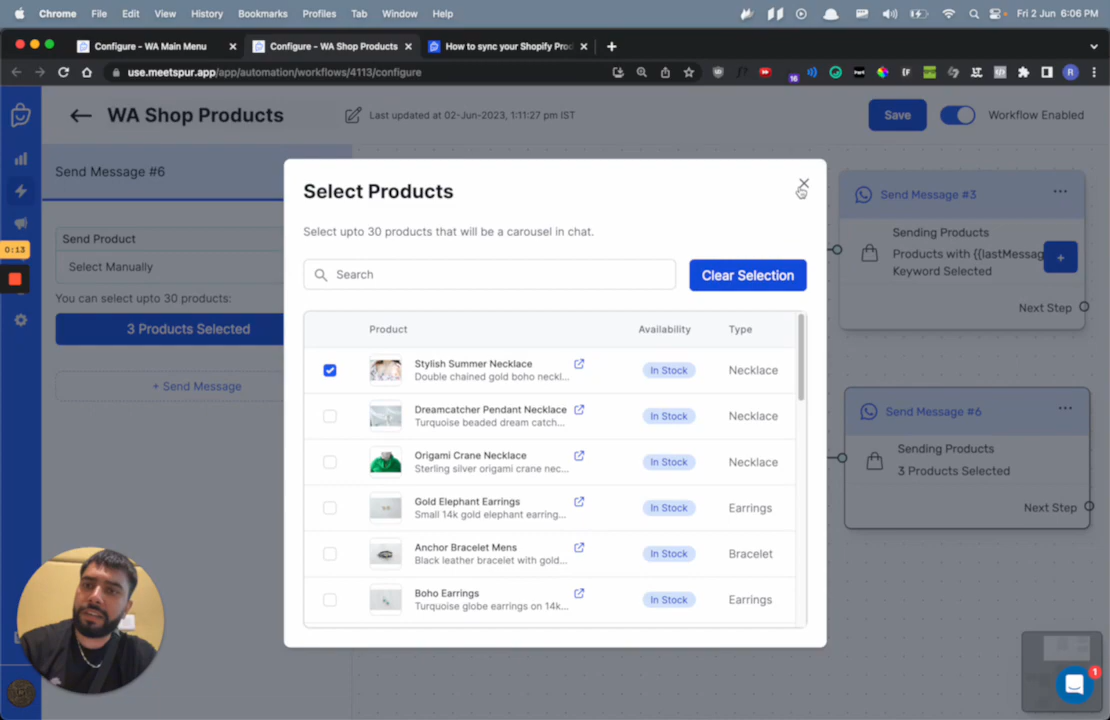 Chrome File Edit View History Bookmarks Profiles Tab Window Help
Fri 2 Jun 6:06 PM
Configure - WA Main Menu
Configure - WA Shop Products
How to sync your Shopify Pro
use.meetspur.app/app/automation/workflows/4113/configure
16
R
WA Shop Products
Last updated at 02-Jun-2023, 1:11:27 pm IST
Save
Workflow Enabled
Send Message #6
Send Product
Select Manually
You can select upto 30 products:
3 Products Selected
+ Send Message
0:13
Select Products
Select upto 30 products that will be a carousel in chat.
Search
Clear Selection
Product Availability Type
Stylish Summer Necklace
Double chained gold boho neckl...
In Stock
Necklace
Dreamcatcher Pendant Necklace
Turquoise beaded dream catch...
In Stock
Necklace
Origami Crane Necklace
Sterling silver origami crane nec...
In Stock
Necklace
Gold Elephant Earrings
Small 14k gold elephant earring...
In Stock
Earrings
Anchor Bracelet Mens
Black leather bracelet with gold...
In Stock
Bracelet
Boho Earrings
Turquoise globe earrings on 14k...
In Stock
Earrings
Send Message #3
Sending Products
Products with {{lastMessag
Keyword Selected
+
Next Step
Send Message #6
Sending Products
3 Products Selected
Next Step
1